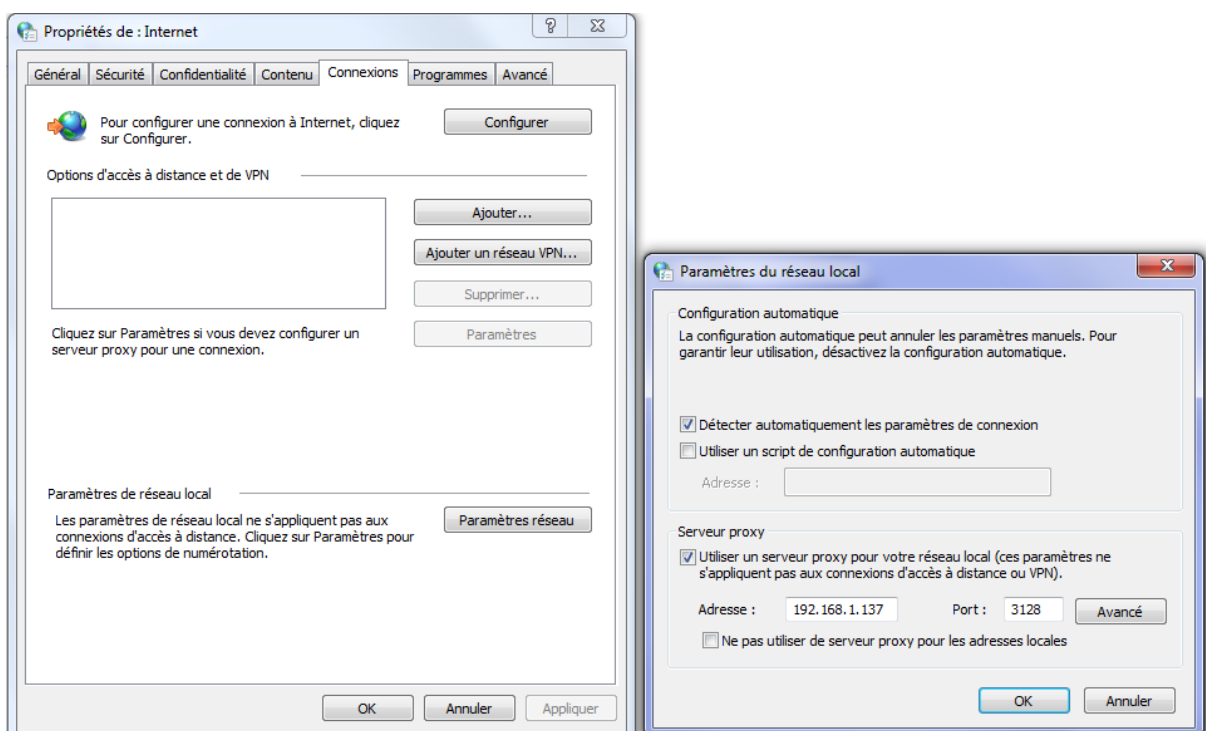 Propriétés de : Internet
Général Sécurité Confidentialité Contenu Connexions Programmes Avancé
Pour configurer une connexion à Internet, cliquez
sur Configurer.
Configurer
Options d'accès à distance et de VPN
Ajouter...
Ajouter un réseau VPN...
Supprimer...
Cliquez sur Paramètres si vous devez configurer un
serveur proxy pour une connexion.
Paramètres
Paramètres de réseau local
Les paramètres de réseau local ne s'appliquent pas aux
connexions d'accès à distance. Cliquez sur Paramètres pour
définir les options de numérotation.
Paramètres réseau
OK Annuler Appliquer
Paramètres du réseau local
Configuration automatique
La configuration automatique peut annuler les paramètres manuels. Pour
garantir leur utilisation, désactivez la configuration automatique.
Détecter automatiquement les paramètres de connexion
Utiliser un script de configuration automatique
Adresse :
Serveur proxy
Utiliser un serveur proxy pour votre réseau local (ces paramètres ne
s'appliquent pas aux connexions d'accès à distance ou VPN).
Adresse : 192.168.1.137 Port : 3128 Avancé
Ne pas utiliser de serveur proxy pour les adresses locales
OK Annuler